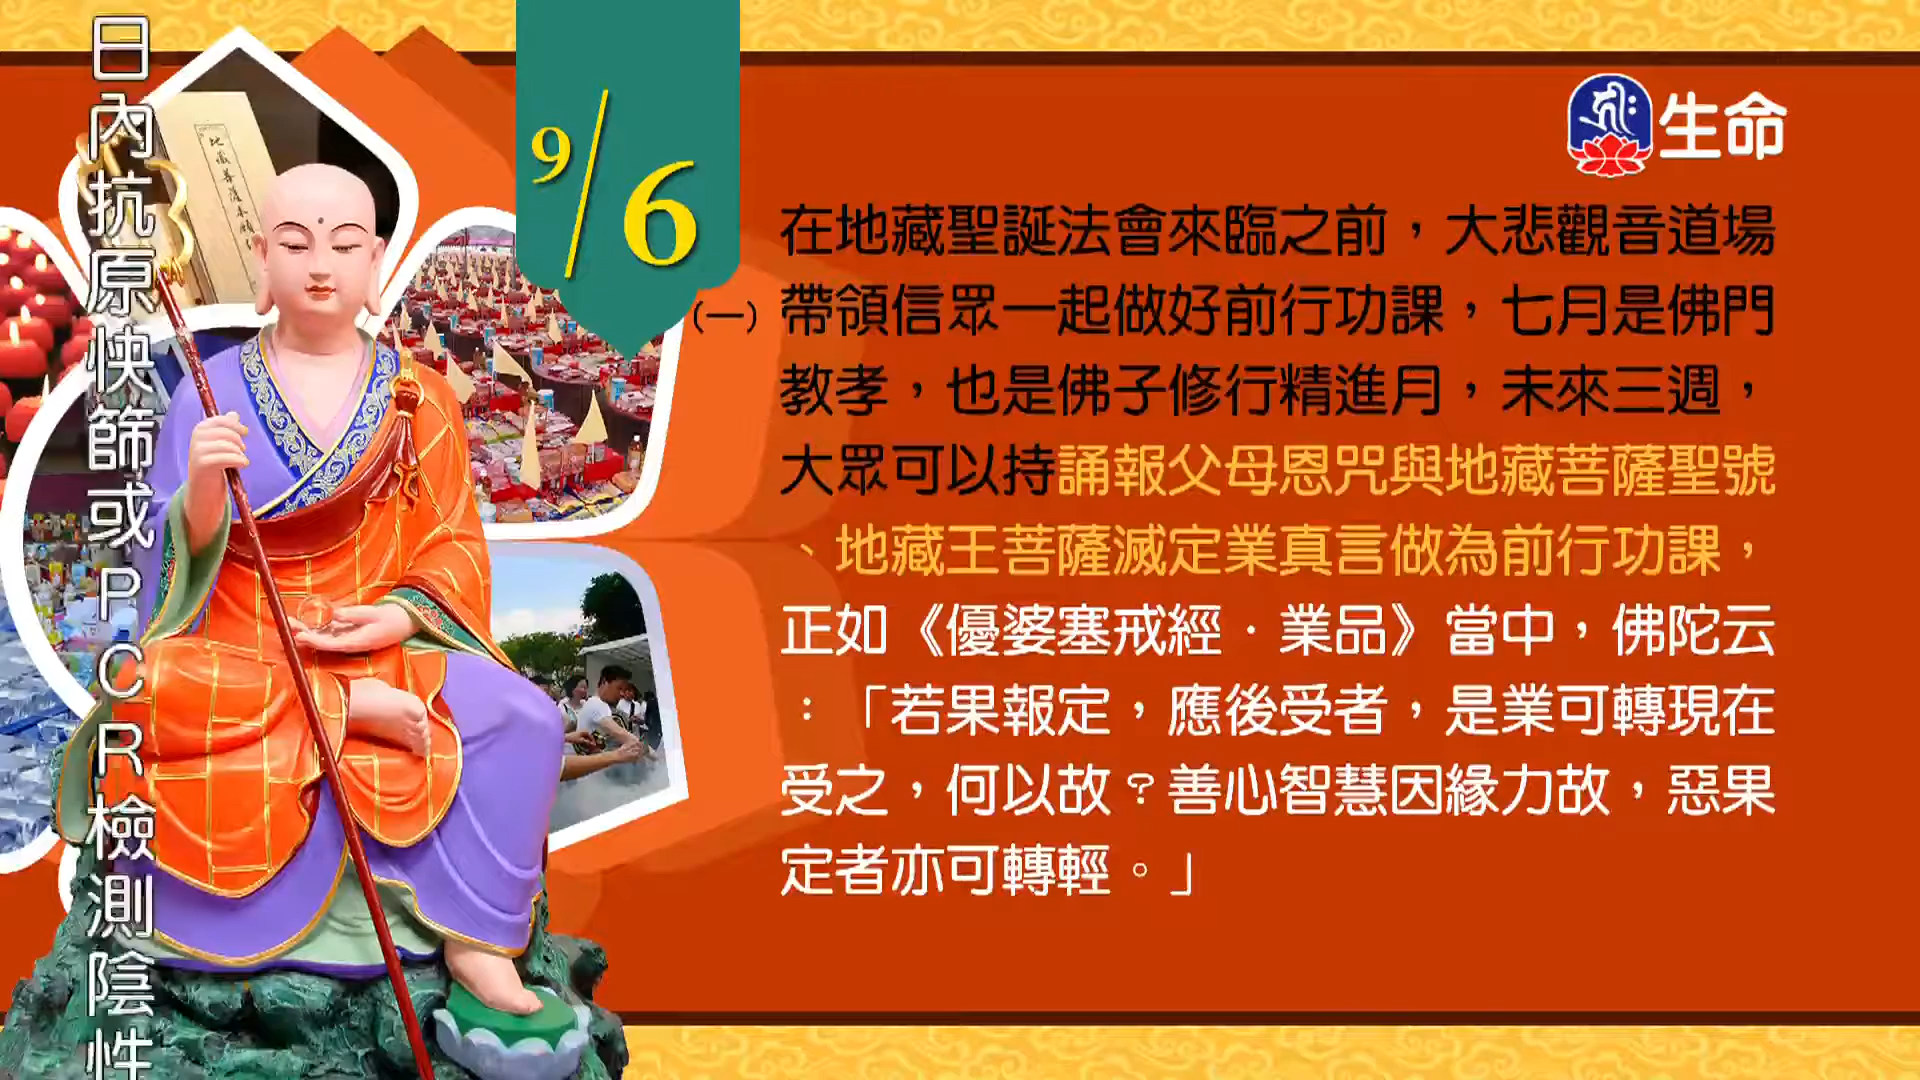 日內抗原快篩或PCR檢測陰性
地藏菩薩本願
9/6
(一)
生命
在地藏聖誕法會來臨之前，大悲觀音道場
帶領信眾一起做好前行功課，七月是佛門
教孝，也是佛子修行精進月，未來三週，
大眾可以持誦報父母恩咒與地藏菩薩聖號
、地藏王菩薩滅定業真言做為前行功課，
正如《優婆塞戒經．業品》當中，佛陀云
：「若果報定，應後受者，是業可轉現在
受之，何以故？善心智慧因緣力故，惡果
定者亦可轉輕。」